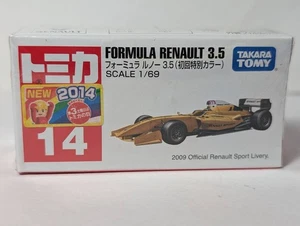 トミカ
FORMULA RENAULT 3.5
フォーミュラ ルノー 3.5 (初回特別カラー)
SCALE 1/69
TAKARA
TOMY
NEW
2014
14
2009 Official Renault Sport Livery.